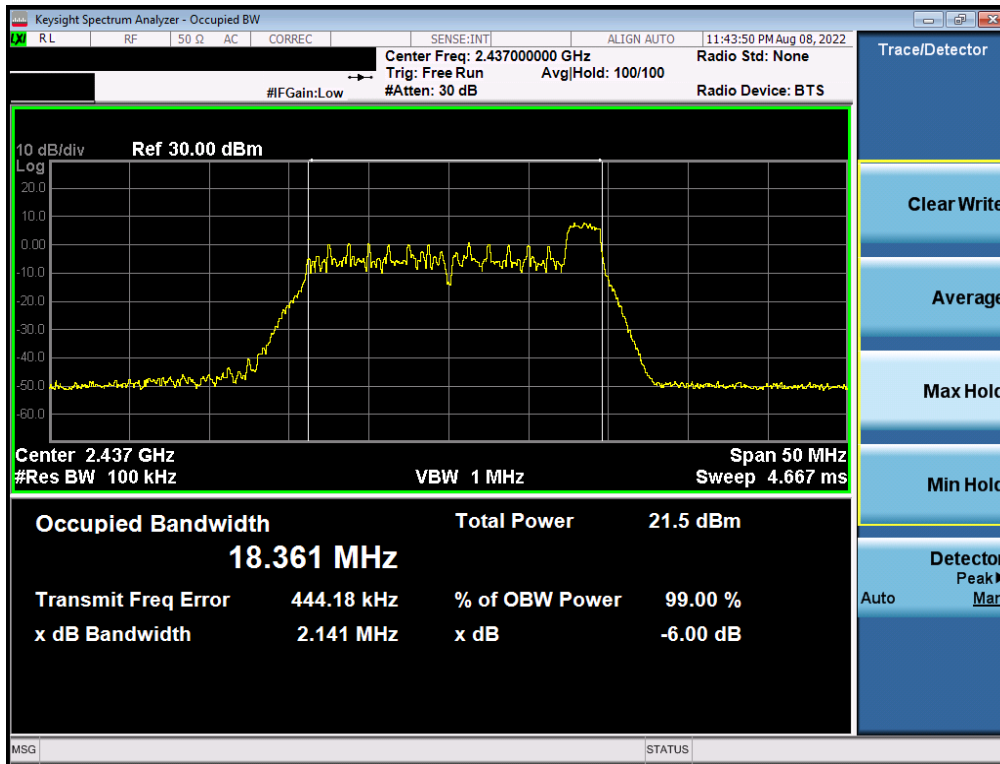 Keysight Spectrum Analyzer - Occupied BW
LXI RL RF 50 Ω AC CORREC SENSE:INT ALIGN AUTO 11:43:50 PM Aug 08, 2022
Center Freq: 2.437000000 GHz Radio Std: None
Trig: Free Run Avg|Hold: 100/100
#IFGain:Low #Atten: 30 dB Radio Device: BTS
10 dB/div Ref 30.00 dBm
Log
20.0
10.0
0.00
-10.0
-20.0
-30.0
-40.0
-50.0
-60.0
Center 2.437 GHz Span 50 MHz
#Res BW 100 kHz VBW 1 MHz Sweep 4.667 ms
Occupied Bandwidth Total Power 21.5 dBm
18.361 MHz
Transmit Freq Error 444.18 kHz % of OBW Power 99.00 %
x dB Bandwidth 2.141 MHz x dB -6.00 dB
MSG STATUS
Trace/Detector
Clear Write
Average
Max Hold
Min Hold
Detector
Peak
Auto Man